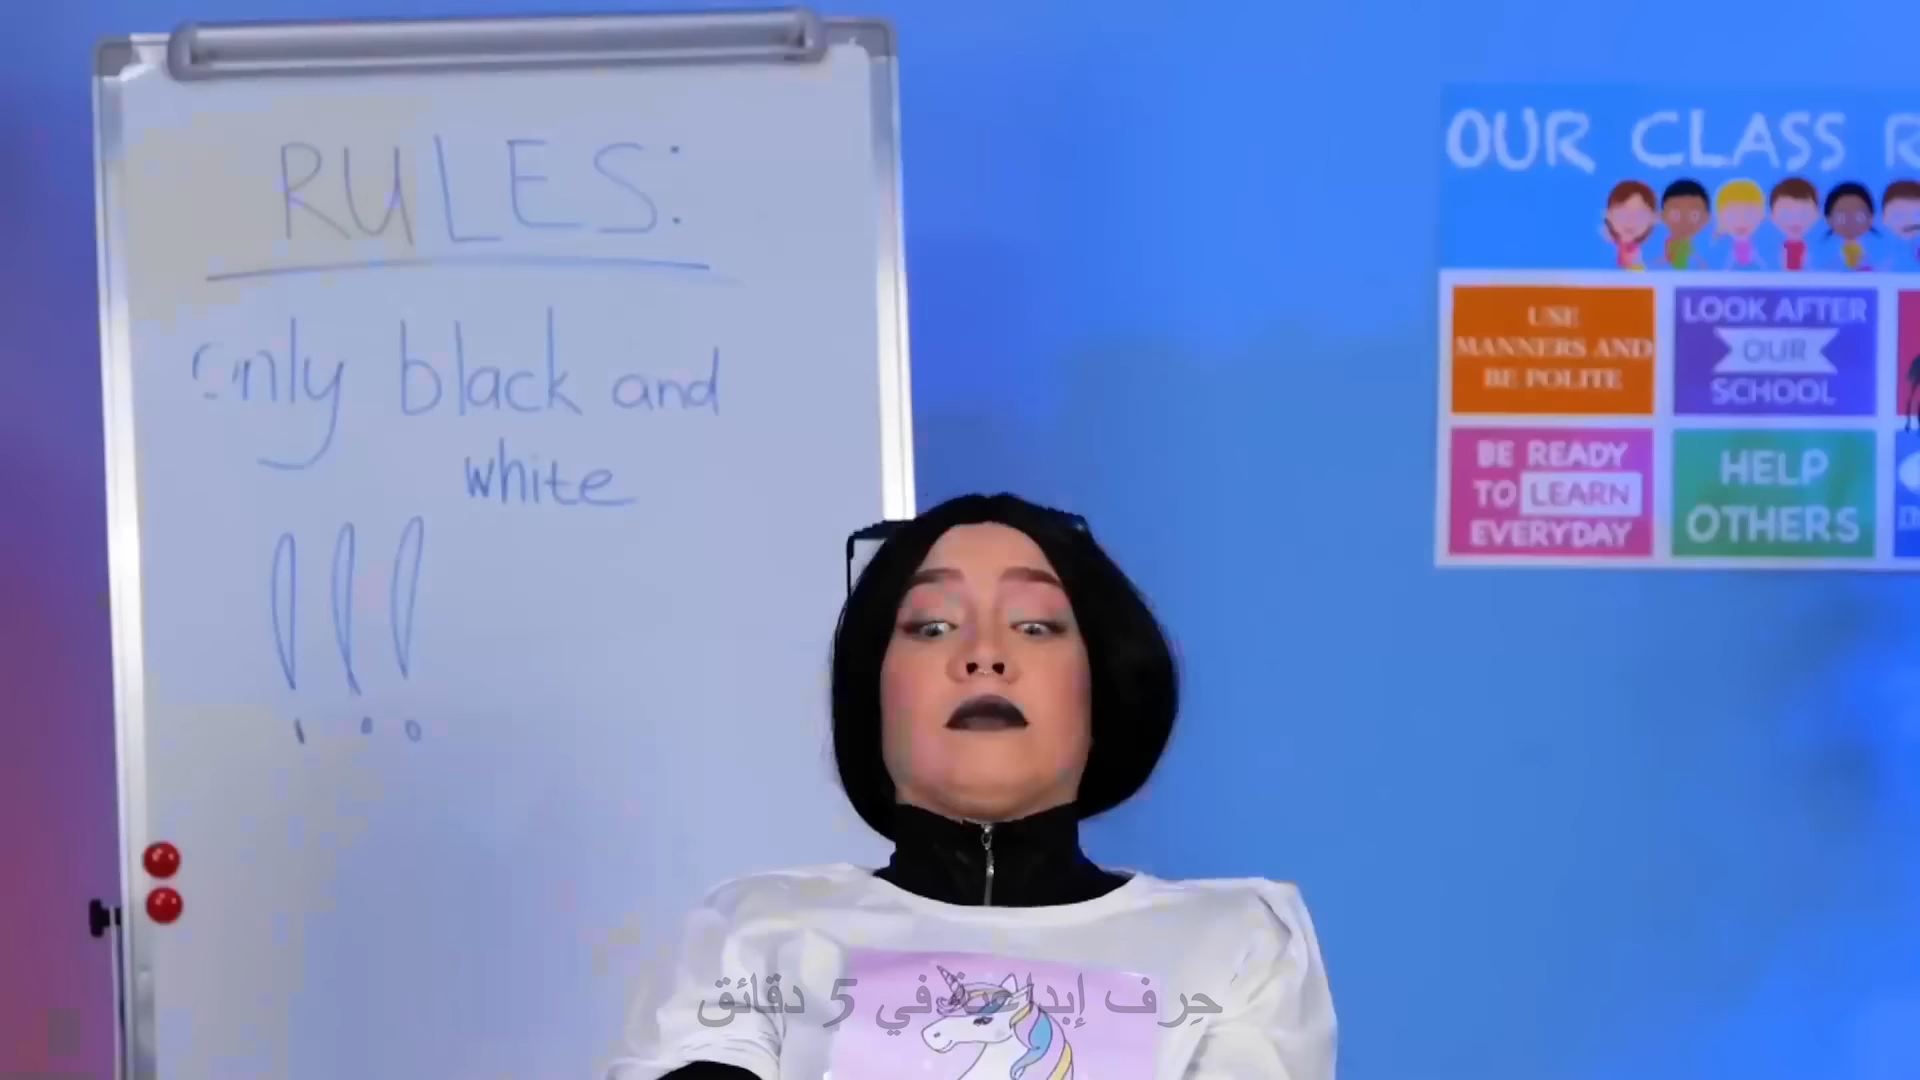 RULES:
only black and
white
!!!
OUR CLASS R
USE
MANNERS AND
BE POLITE
LOOK AFTER
OUR
SCHOOL
BE READY
TO LEARN
EVERYDAY
HELP
OTHERS
حِرف إبداعية في 5 دقائق